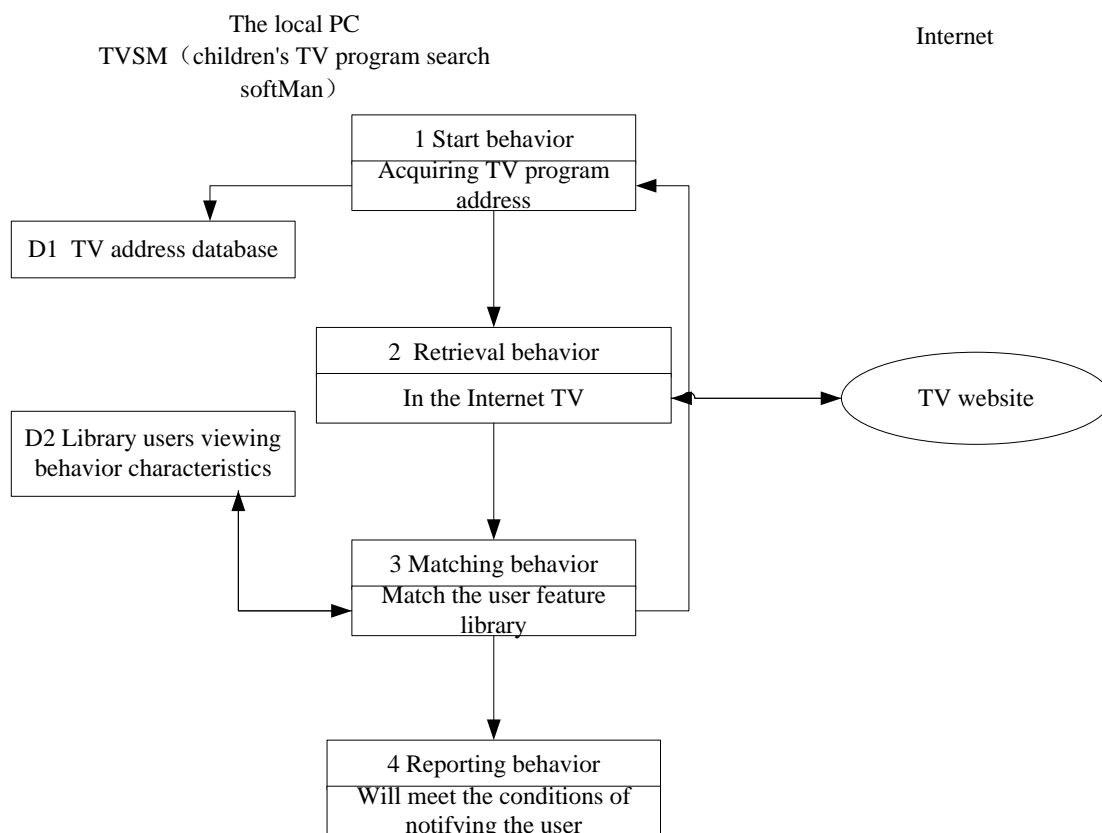 The local PC
TVSM（children's TV program search
softMan）
Internet
1 Start behavior
Acquiring TV program
address
D1  TV address database
2  Retrieval behavior
In the Internet TV
TV website
D2 Library users viewing
behavior characteristics
3 Matching behavior
Match the user feature
library
4 Reporting behavior
Will meet the conditions of
notifying the user